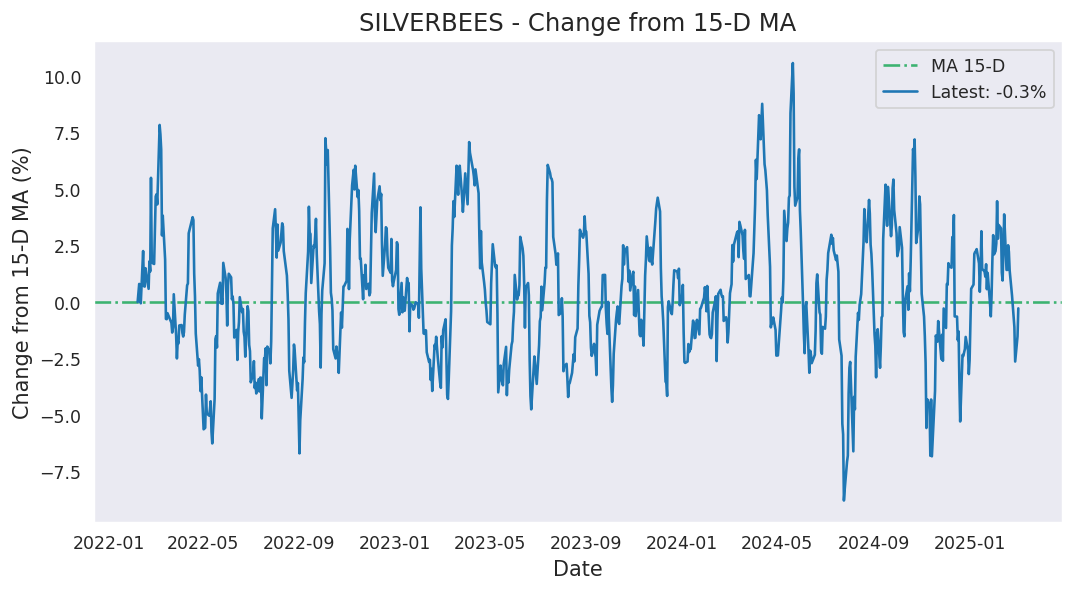 SILVERBEES - Change from 15-D MA
MA 15-D
Latest: -0.3%
Change from 15-D MA (%)
10.0
7.5
5.0
2.5
0.0
−2.5
−5.0
−7.5
2022-01 2022-05 2022-09 2023-01 2023-05 2023-09 2024-01 2024-05 2024-09 2025-01
Date